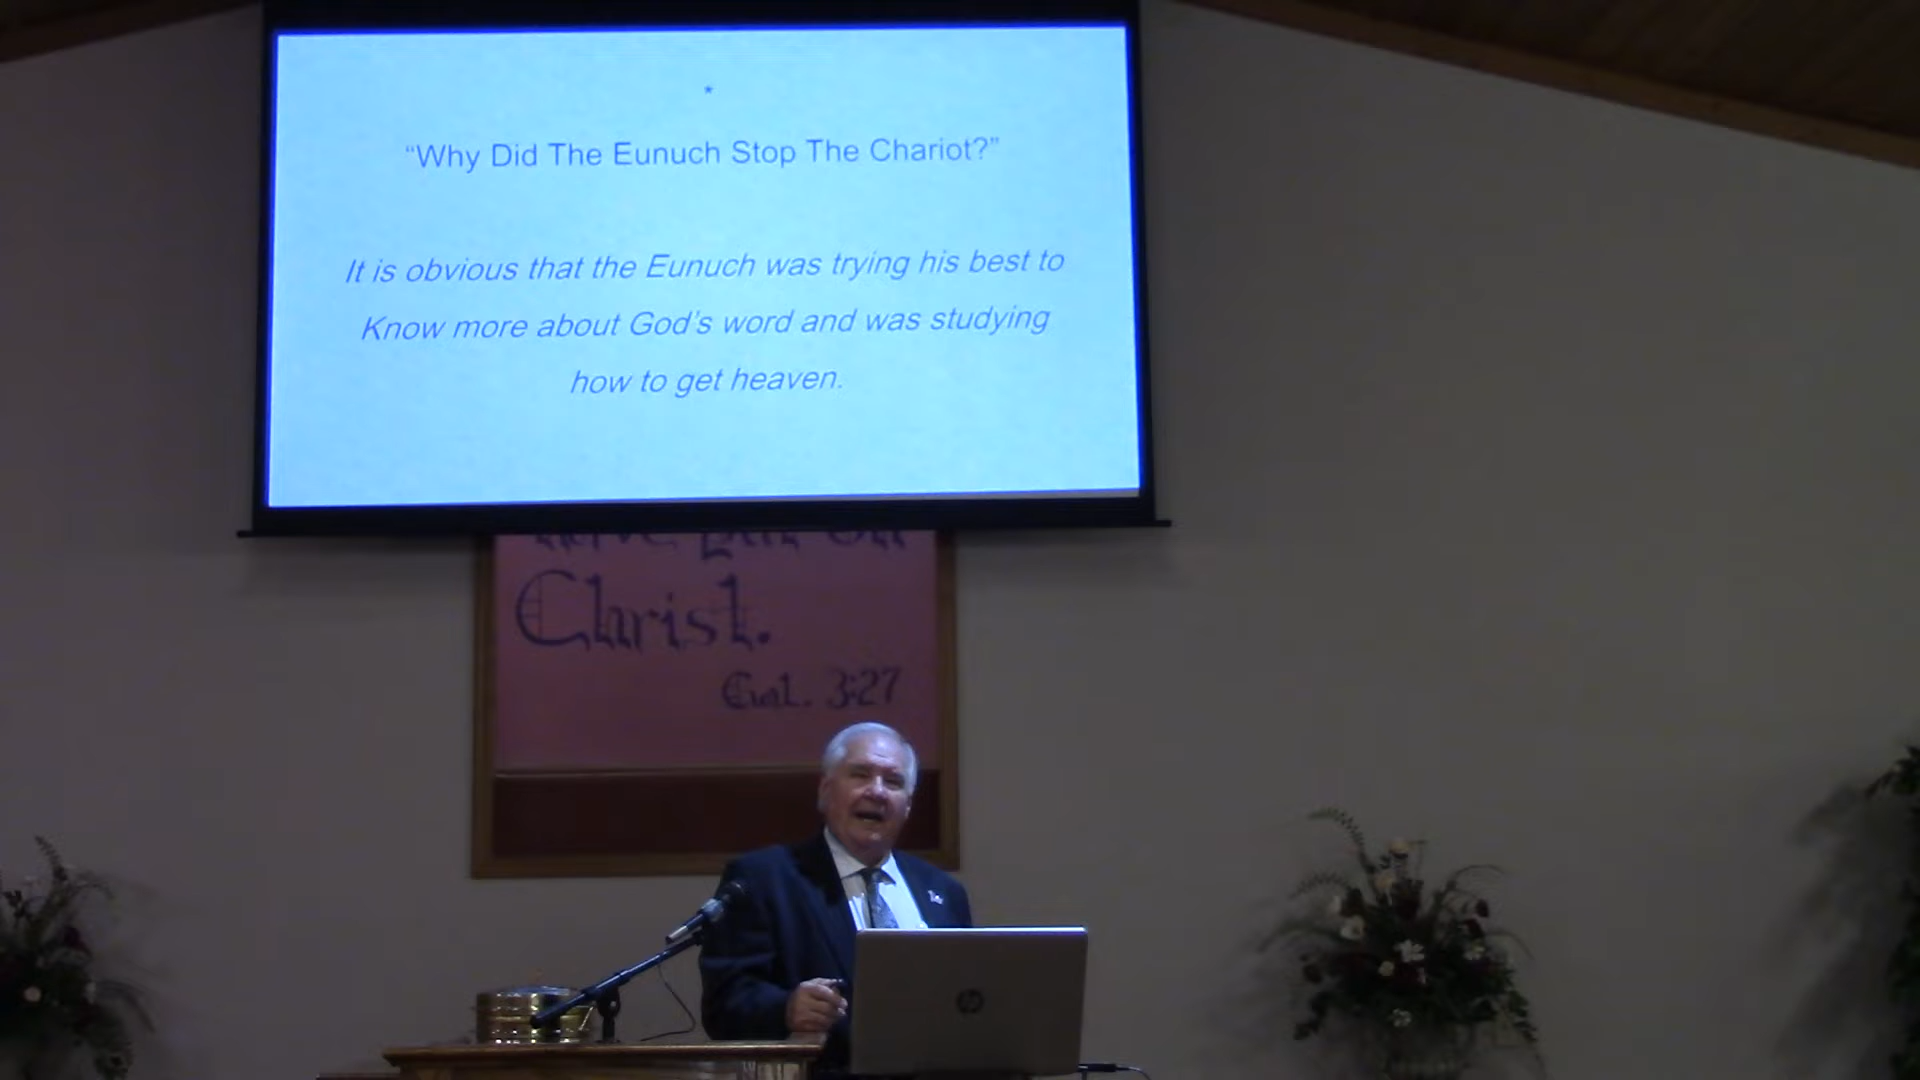 *
“Why Did The Eunuch Stop The Chariot?”
It is obvious that the Eunuch was trying his best to
Know more about God’s word and was studying
how to get heaven.
Christ.
Gal. 3:27
hp